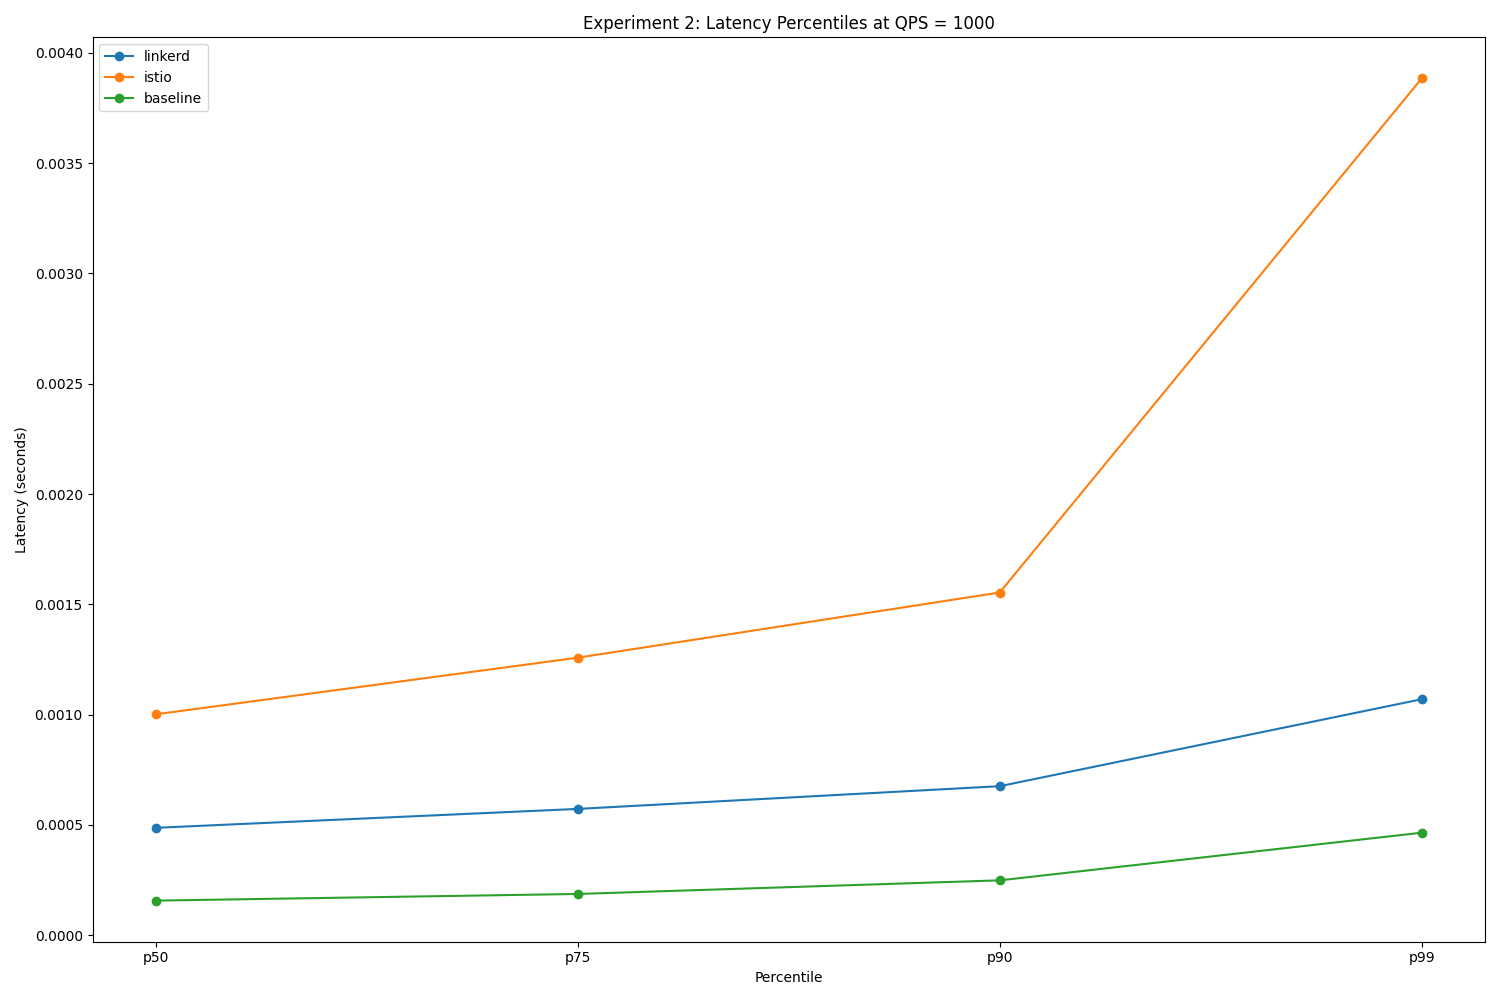 Experiment 2: Latency Percentiles at QPS = 1000
linkerd
istio
baseline
0.0040
0.0035
0.0030
0.0025
0.0020
0.0015
0.0010
0.0005
0.0000
Latency (seconds)
p50 p75 p90 p99
Percentile